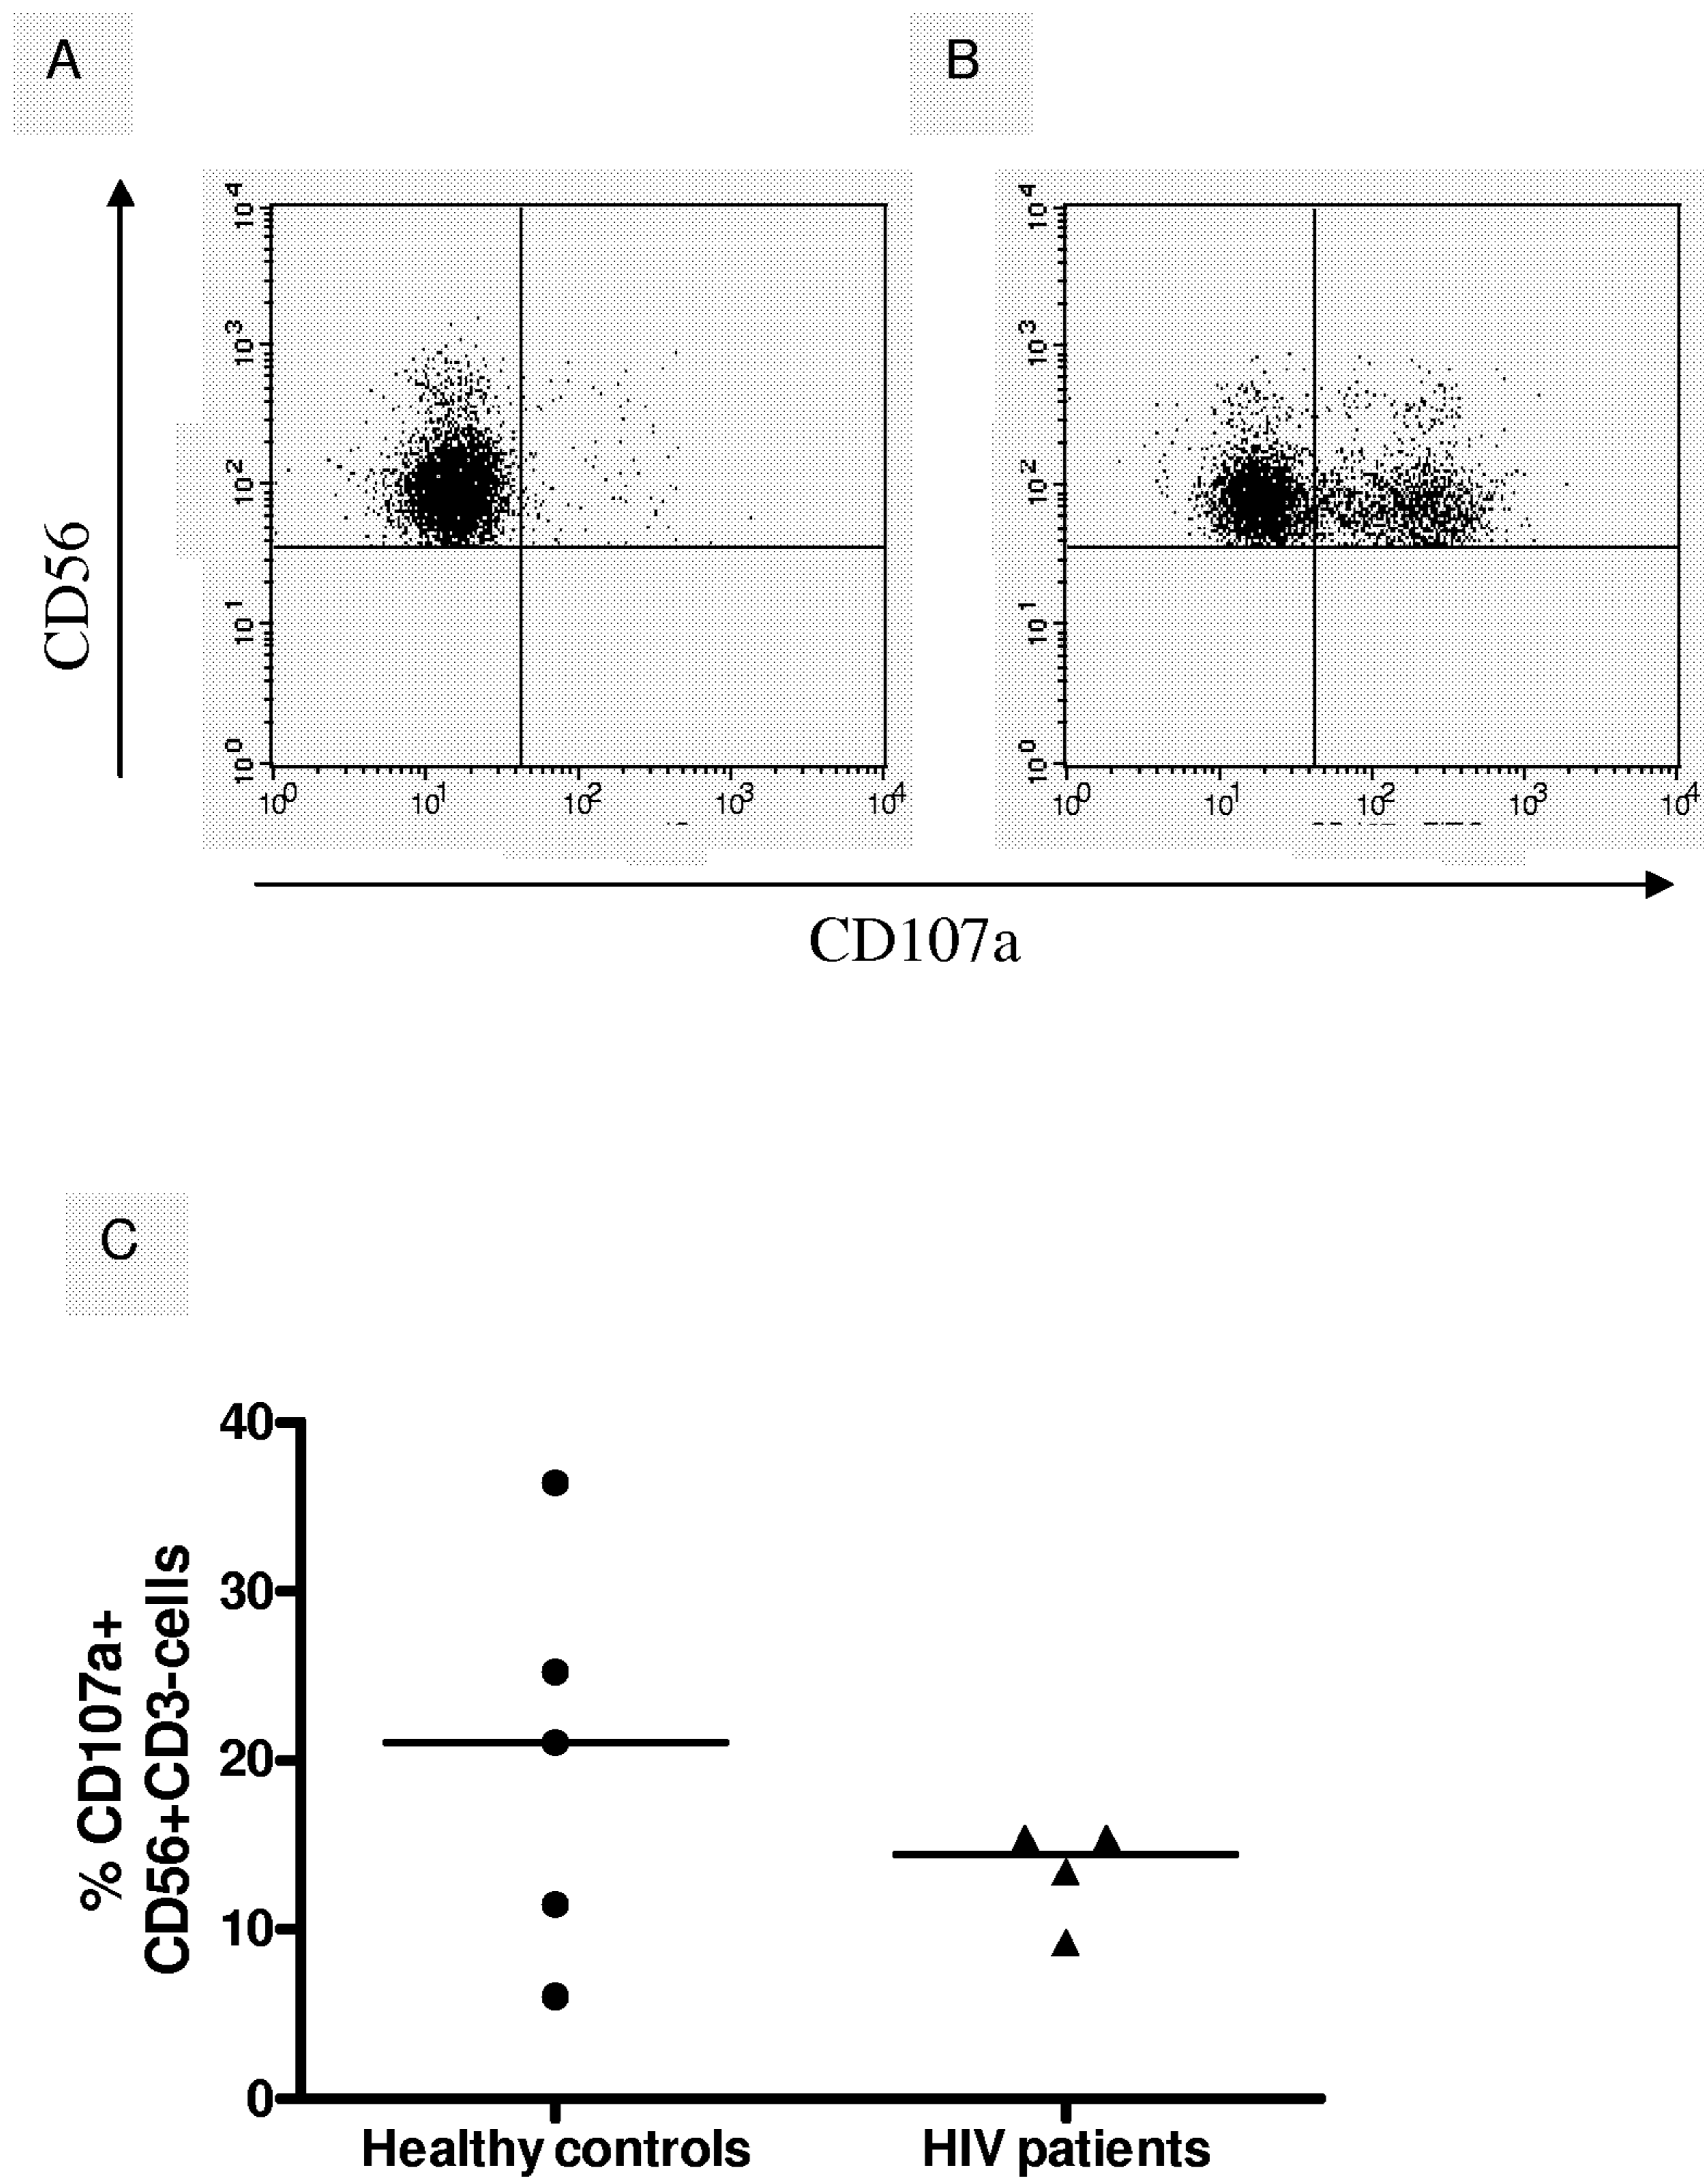 A
B
10^4
10^3
10^2
10^1
10^0
10^0 10^1 10^2 10^3 10^4
10^4
10^3
10^2
10^1
10^0
10^0 10^1 10^2 10^3 10^4
CD56
CD107a
C
40
30
20
10
0
% CD107a+
CD56+CD3-cells
Healthy controls
HIV patients